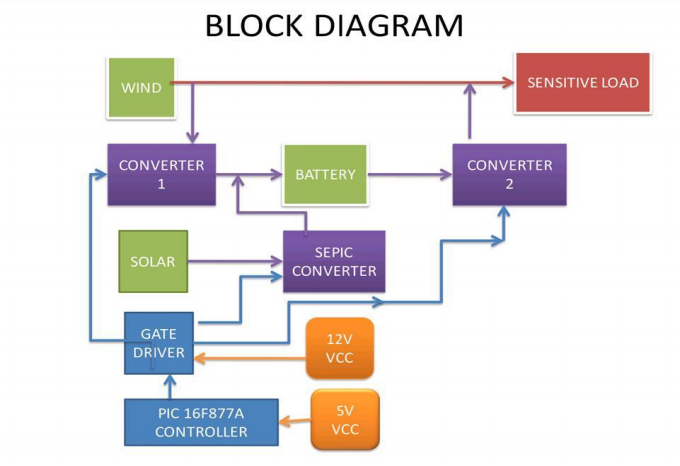 BLOCK DIAGRAM
WIND
SENSITIVE LOAD
CONVERTER
1
BATTERY
CONVERTER
2
SOLAR
SEPIC
CONVERTER
GATE
DRIVER
12V
VCC
PIC 16F877A
CONTROLLER
5V
VCC